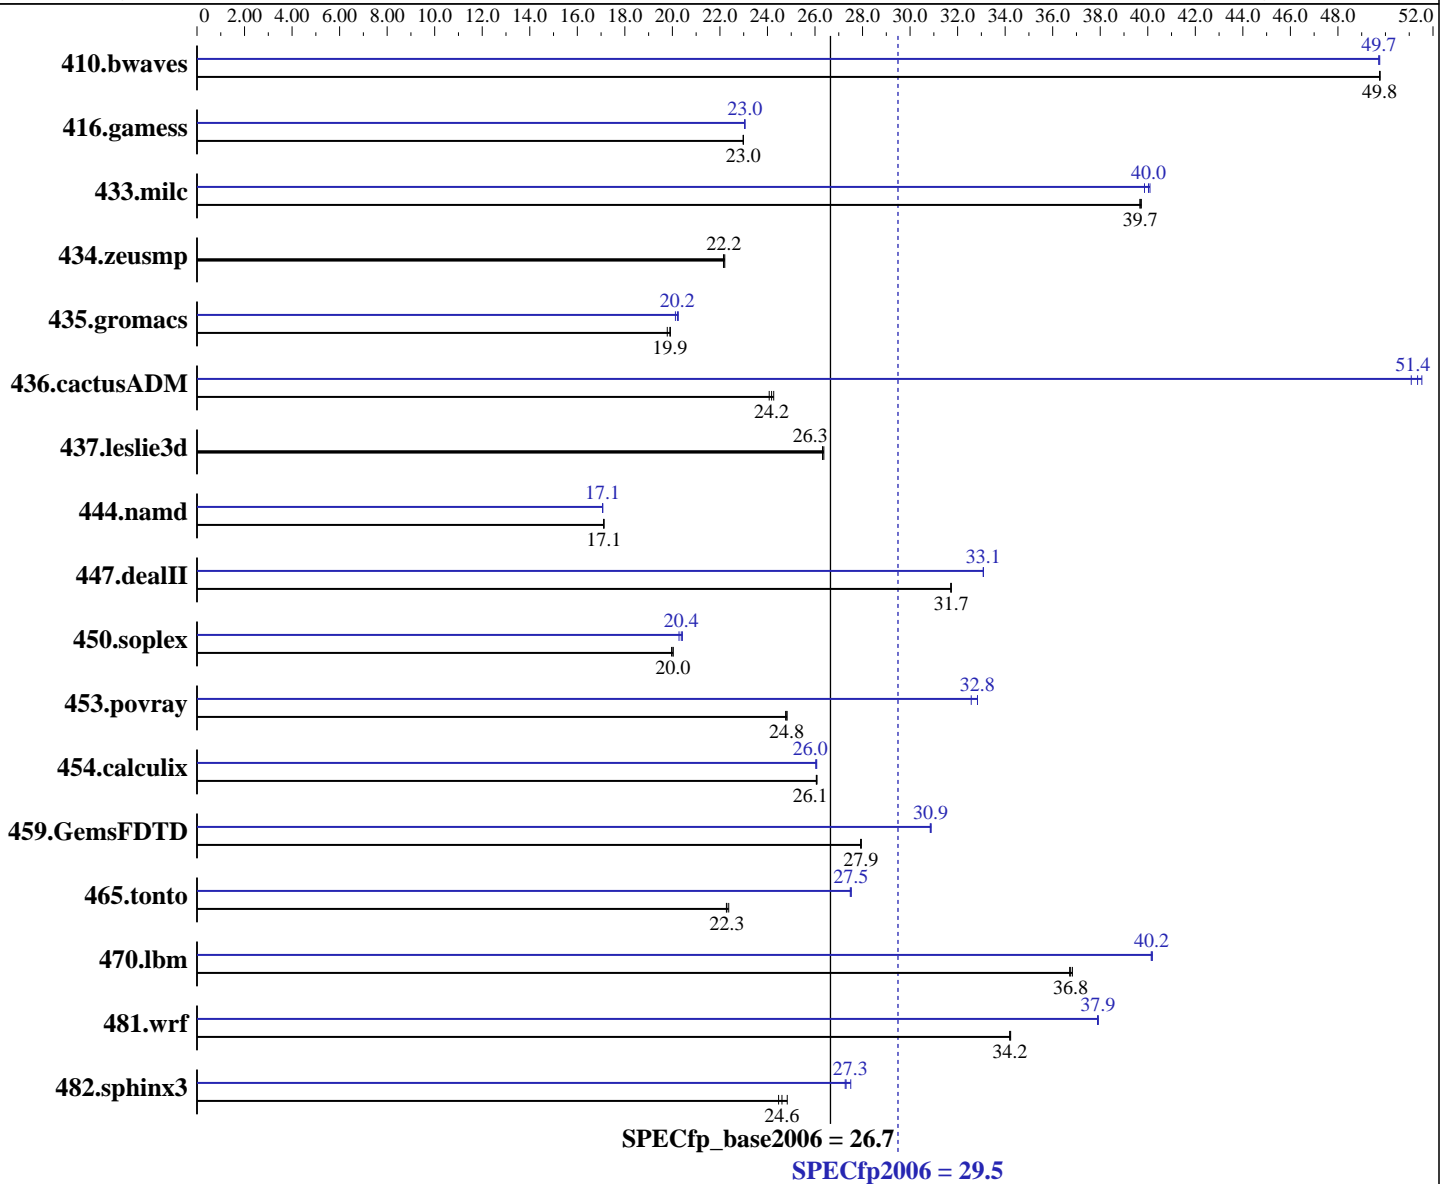 0 2.00 4.00 6.00 8.00 10.0 12.0 14.0 16.0 18.0 20.0 22.0 24.0 26.0 28.0 30.0 32.0 34.0 36.0 38.0 40.0 42.0 44.0 46.0 48.0 52.0
49.7
410.bwaves
49.8
23.0
416.gamess
23.0
40.0
433.milc
39.7
22.2
434.zeusmp
20.2
435.gromacs
19.9
51.4
436.cactusADM
24.2
26.3
437.leslie3d
17.1
444.namd
17.1
33.1
447.dealII
31.7
20.4
450.soplex
20.0
32.8
453.povray
24.8
26.0
454.calculix
26.1
30.9
459.GemsFDTD
27.9
27.5
465.tonto
22.3
40.2
470.lbm
36.8
37.9
481.wrf
34.2
27.3
482.sphinx3
24.6
SPECfp_base2006 = 26.7
SPECfp2006 = 29.5